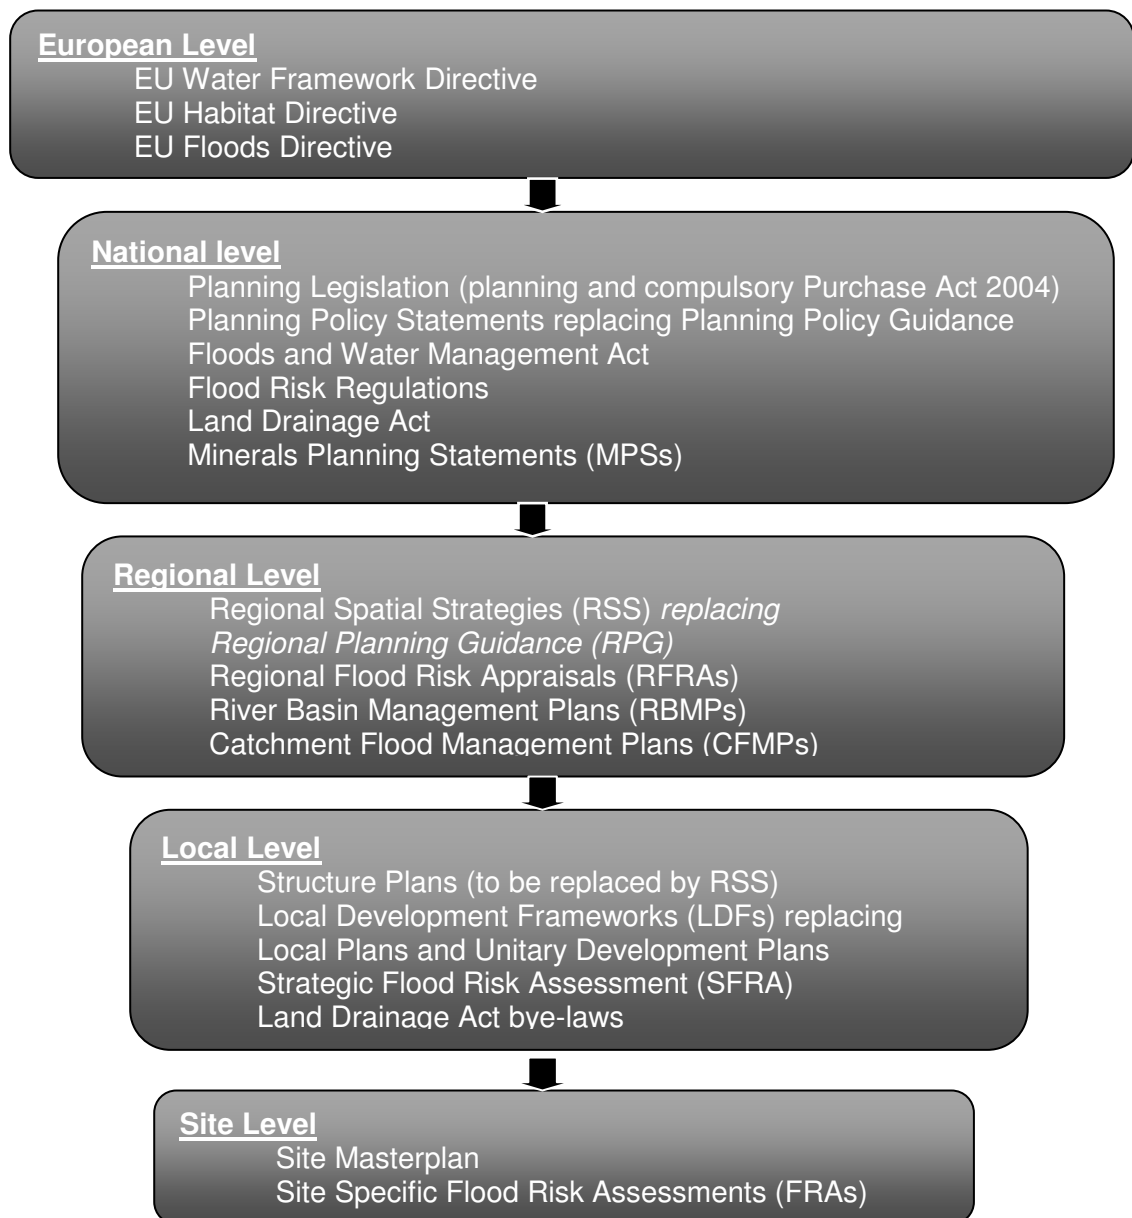 European Level
EU Water Framework Directive
EU Habitat Directive
EU Floods Directive
National level
Planning Legislation (planning and compulsory Purchase Act 2004)
Planning Policy Statements replacing Planning Policy Guidance
Floods and Water Management Act
Flood Risk Regulations
Land Drainage Act
Minerals Planning Statements (MPSs)
Regional Level
Regional Spatial Strategies (RSS) replacing
Regional Planning Guidance (RPG)
Regional Flood Risk Appraisals (RFRAs)
River Basin Management Plans (RBMPs)
Catchment Flood Management Plans (CFMPs)
Local Level
Structure Plans (to be replaced by RSS)
Local Development Frameworks (LDFs) replacing
Local Plans and Unitary Development Plans
Strategic Flood Risk Assessment (SFRA)
Land Drainage Act bye-laws
Site Level
Site Masterplan
Site Specific Flood Risk Assessments (FRAs)